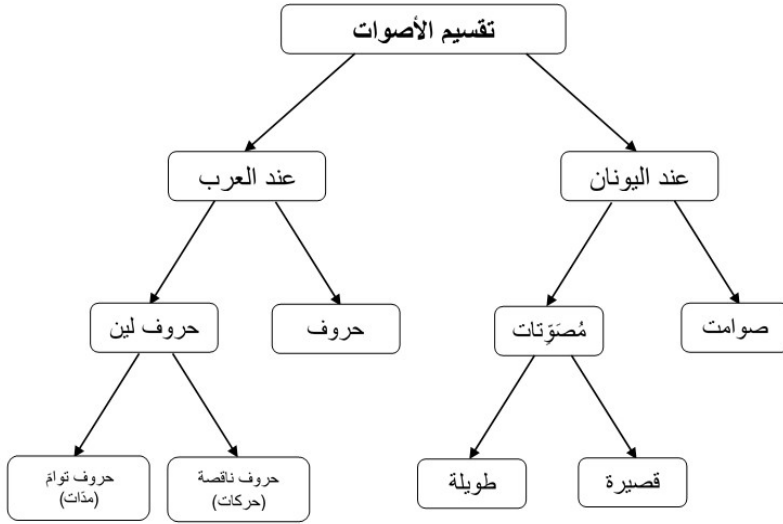 تقسيم الأصوات
عند اليونان
عند العرب
صوامت
مُصَوِّتات
حروف
حروف لين
قصيرة
طويلة
حروف ناقصة
(حركات)
حروف توامّ
(مدّات)